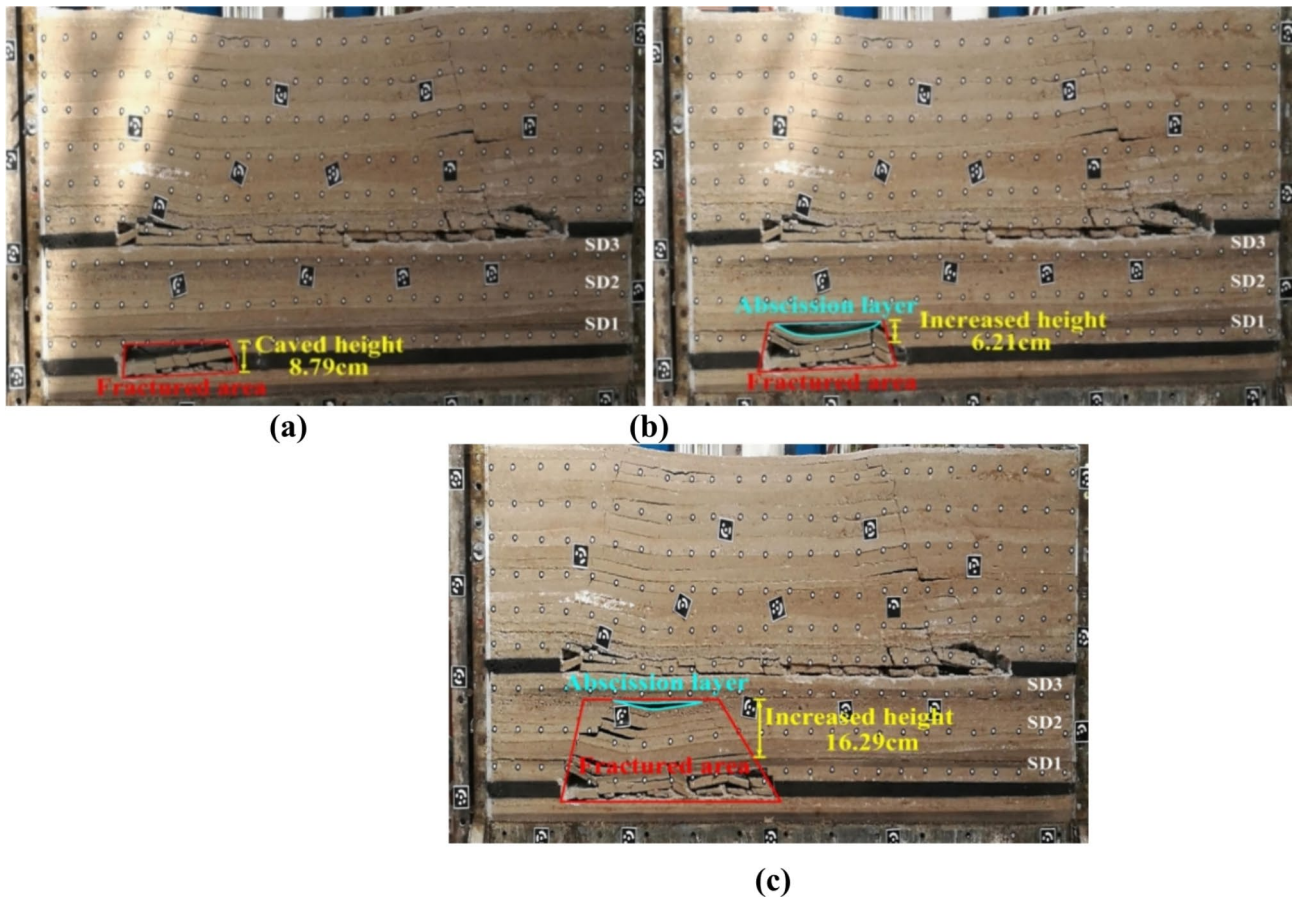 SD3
SD2
SD1
Caved height
8.79cm
Fractured area
(a)
SD3
SD2
Abscission layer
SD1
Increased height
6.21cm
Fractured area
(b)
SD3
Abscission layer
SD2
Increased height
16.29cm
SD1
Fractured area
(c)